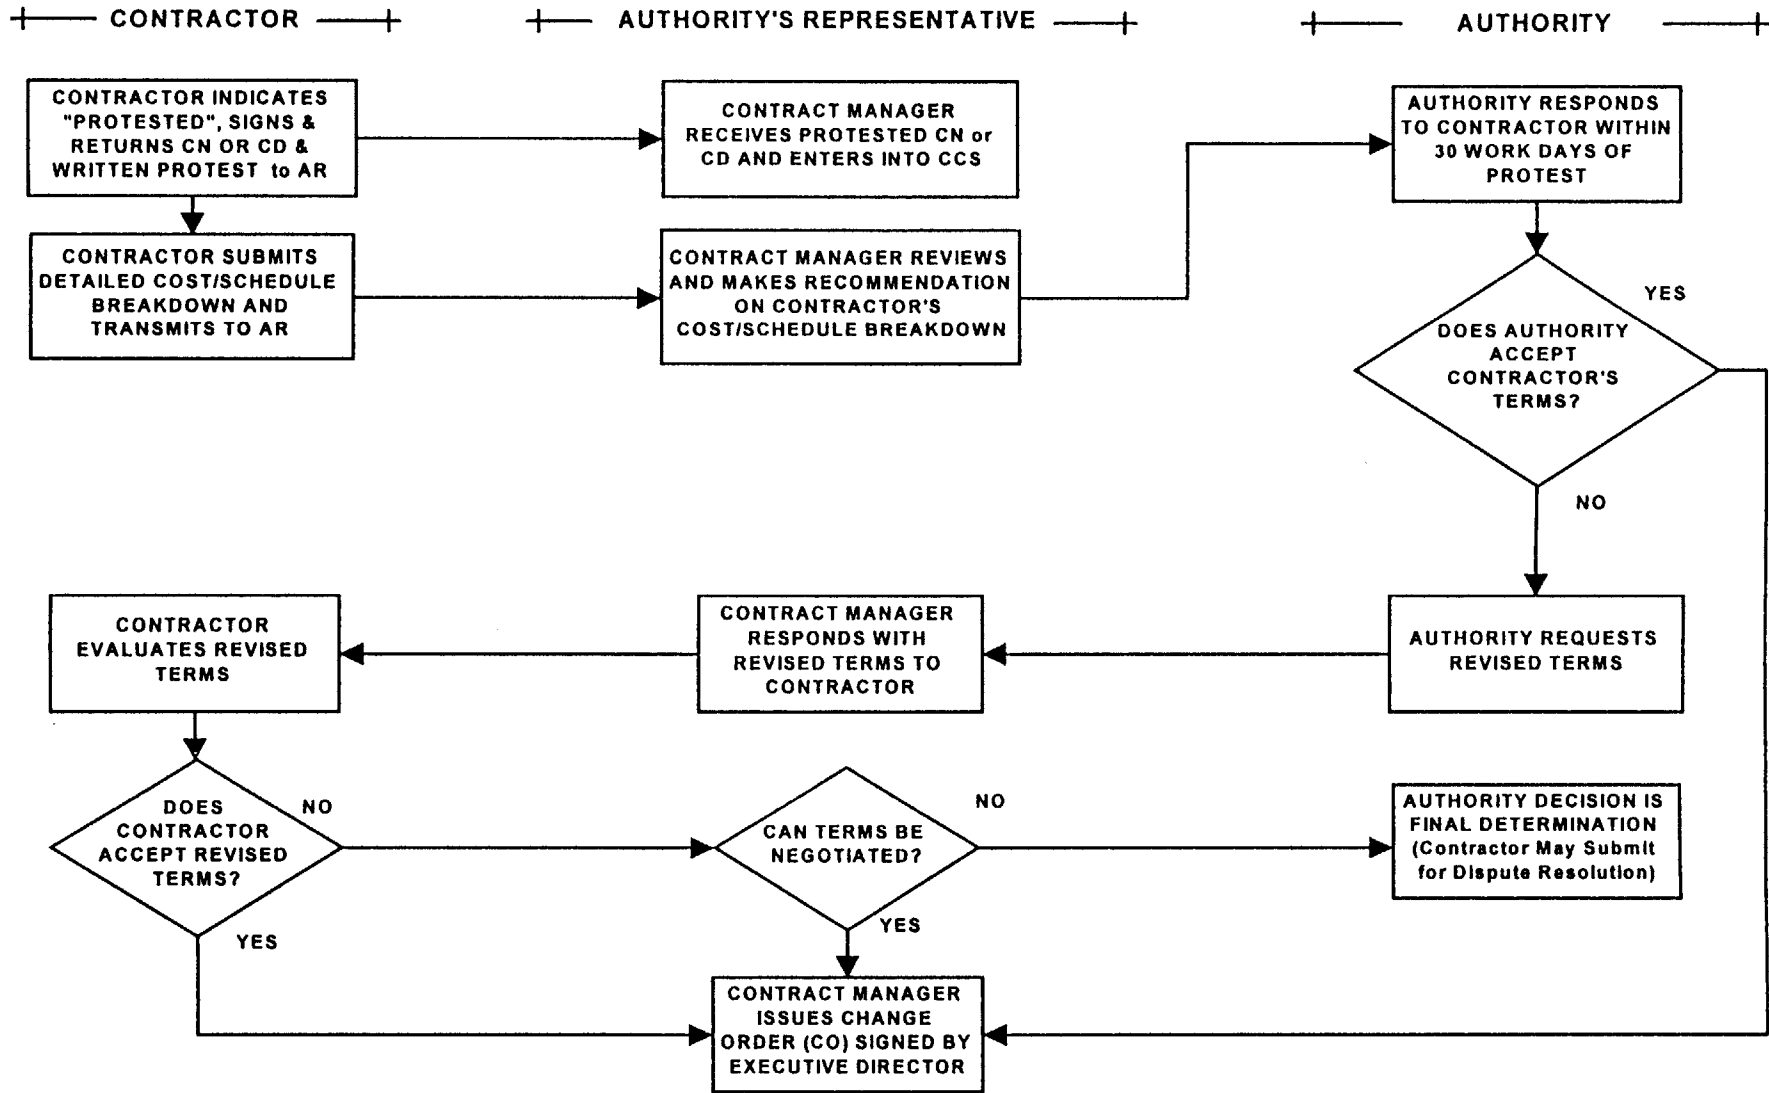 CONTRACTOR
AUTHORITY'S REPRESENTATIVE
AUTHORITY
CONTRACTOR INDICATES
"PROTESTED", SIGNS &
RETURNS CN OR CD &
WRITTEN PROTEST to AR
CONTRACT MANAGER
RECEIVES PROTESTED CN or
CD AND ENTERS INTO CCS
AUTHORITY RESPONDS
TO CONTRACTOR WITHIN
30 WORK DAYS OF
PROTEST
CONTRACTOR SUBMITS
DETAILED COST/SCHEDULE
BREAKDOWN AND
TRANSMITS TO AR
CONTRACT MANAGER REVIEWS
AND MAKES RECOMMENDATION
ON CONTRACTOR'S
COST/SCHEDULE BREAKDOWN
YES
DOES AUTHORITY
ACCEPT
CONTRACTOR'S
TERMS?
NO
CONTRACTOR
EVALUATES REVISED
TERMS
CONTRACT MANAGER
RESPONDS WITH
REVISED TERMS TO
CONTRACTOR
AUTHORITY REQUESTS
REVISED TERMS
DOES
CONTRACTOR
ACCEPT REVISED
TERMS?
NO
CAN TERMS BE
NEGOTIATED?
NO
AUTHORITY DECISION IS
FINAL DETERMINATION
(Contractor May Submit
for Dispute Resolution)
YES
YES
CONTRACT MANAGER
ISSUES CHANGE
ORDER (CO) SIGNED BY
EXECUTIVE DIRECTOR